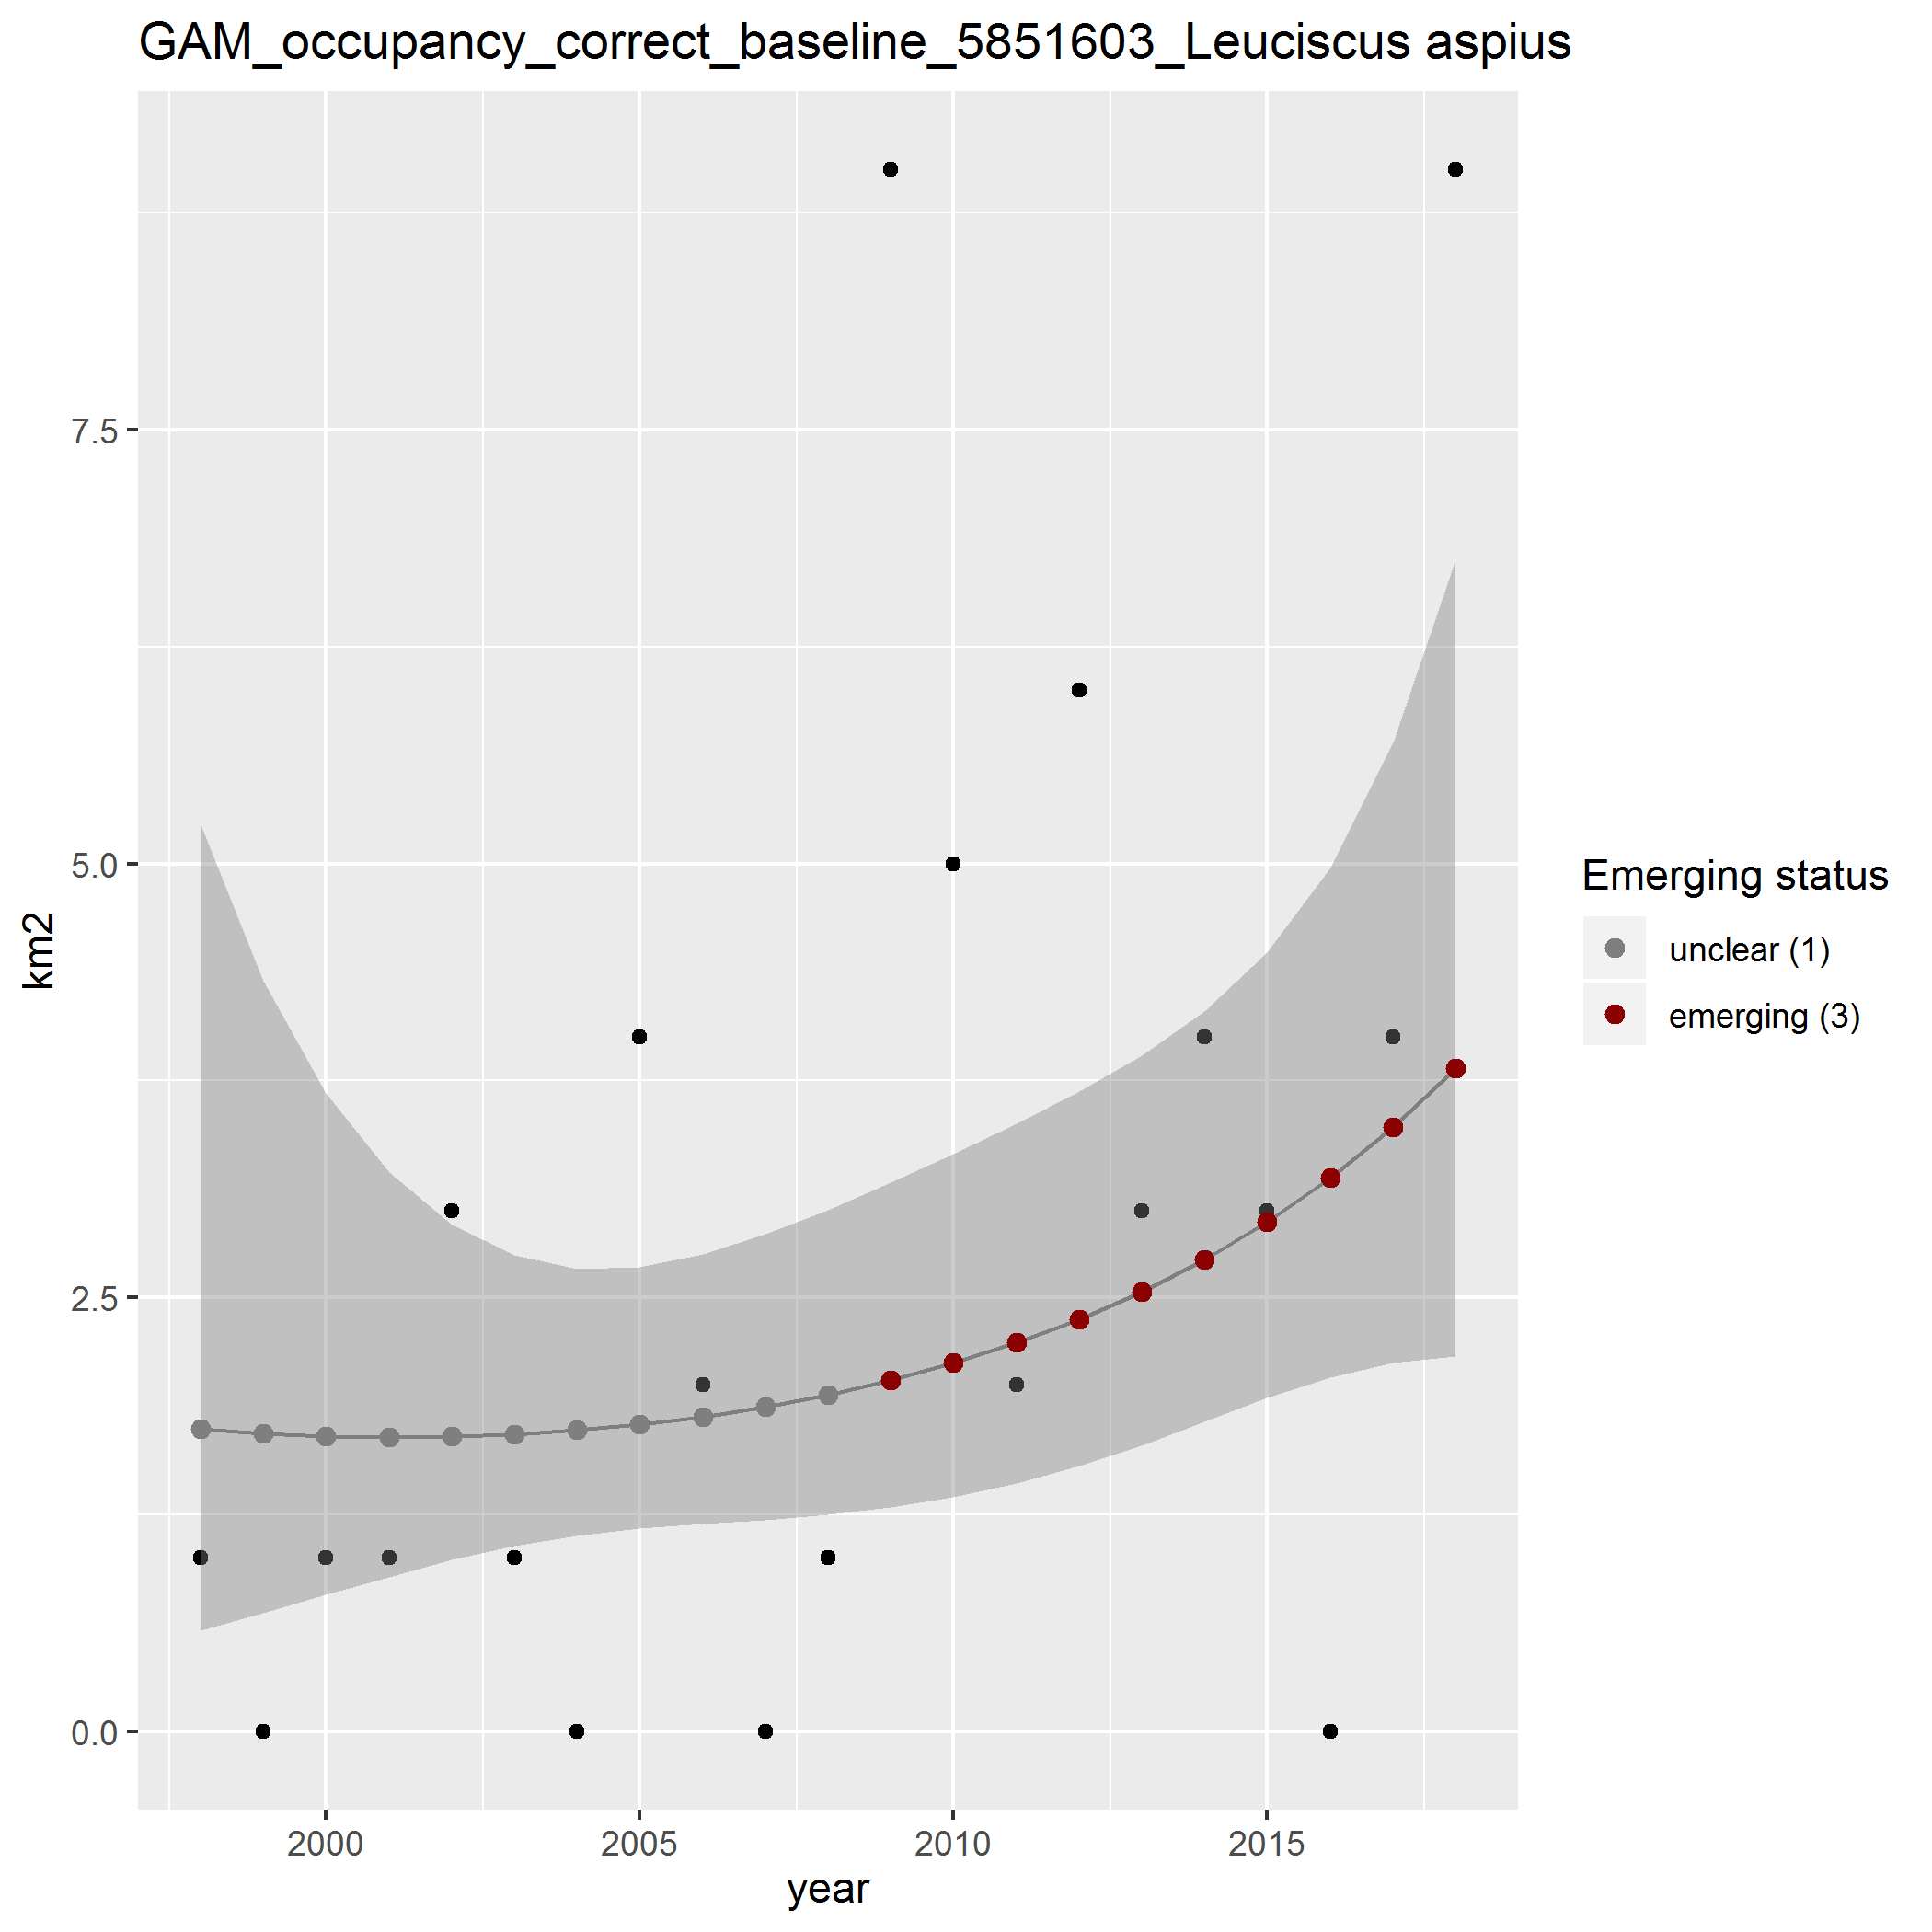 GAM_occupancy_correct_baseline_5851603_Leuciscus aspius
7.5
5.0
2.5
0.0
km2
2000
2005
2010
2015
year
Emerging status
unclear (1)
emerging (3)